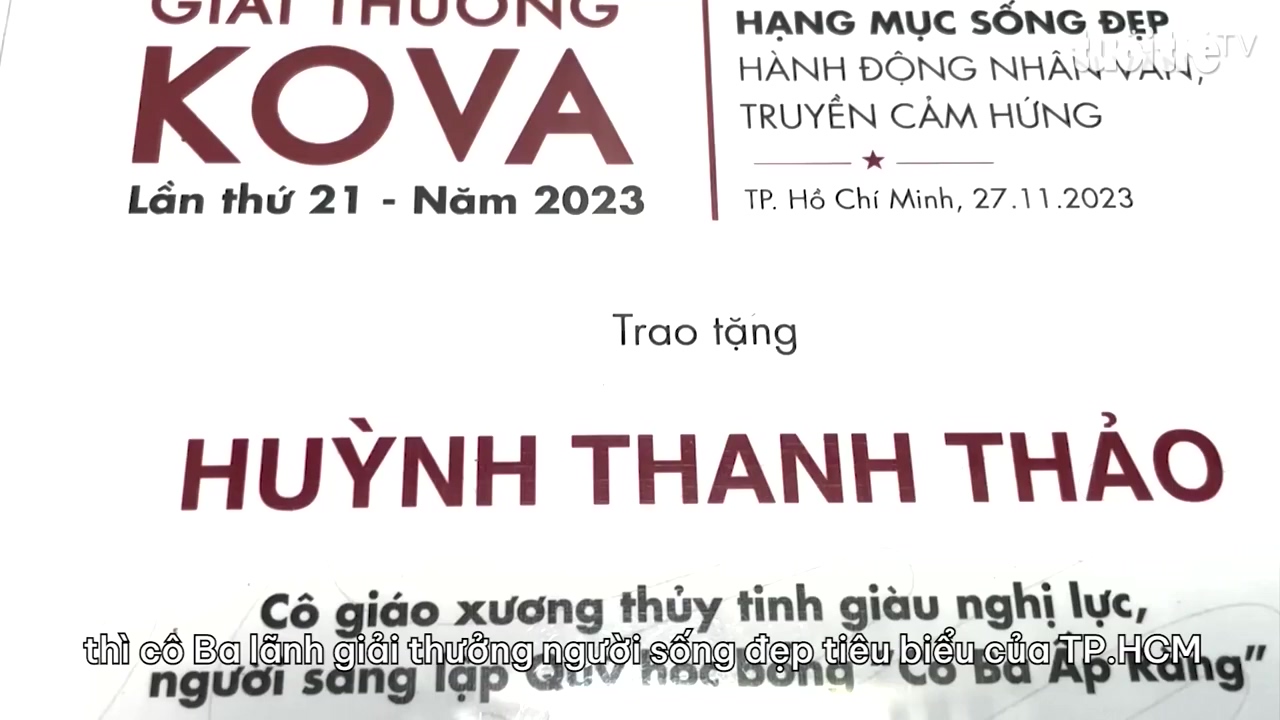 GIẢI THƯỞNG
KOVA
Lần thứ 21 - Năm 2023
HẠNG MỤC SỐNG ĐẸP
HÀNH ĐỘNG NHÂN VĂN,
TRUYỀN CẢM HỨNG
TP. Hồ Chí Minh, 27.11.2023
tuổitrẻ TV
Trao tặng
HUỲNH THANH THẢO
Cô giáo xương thủy tinh giàu nghị lực,
thì cô Ba lãnh giải thưởng người sống đẹp tiêu biểu của TP.HCM
người sáng lập Quỹ học bổng "Cô Ba Ấp Ràng"